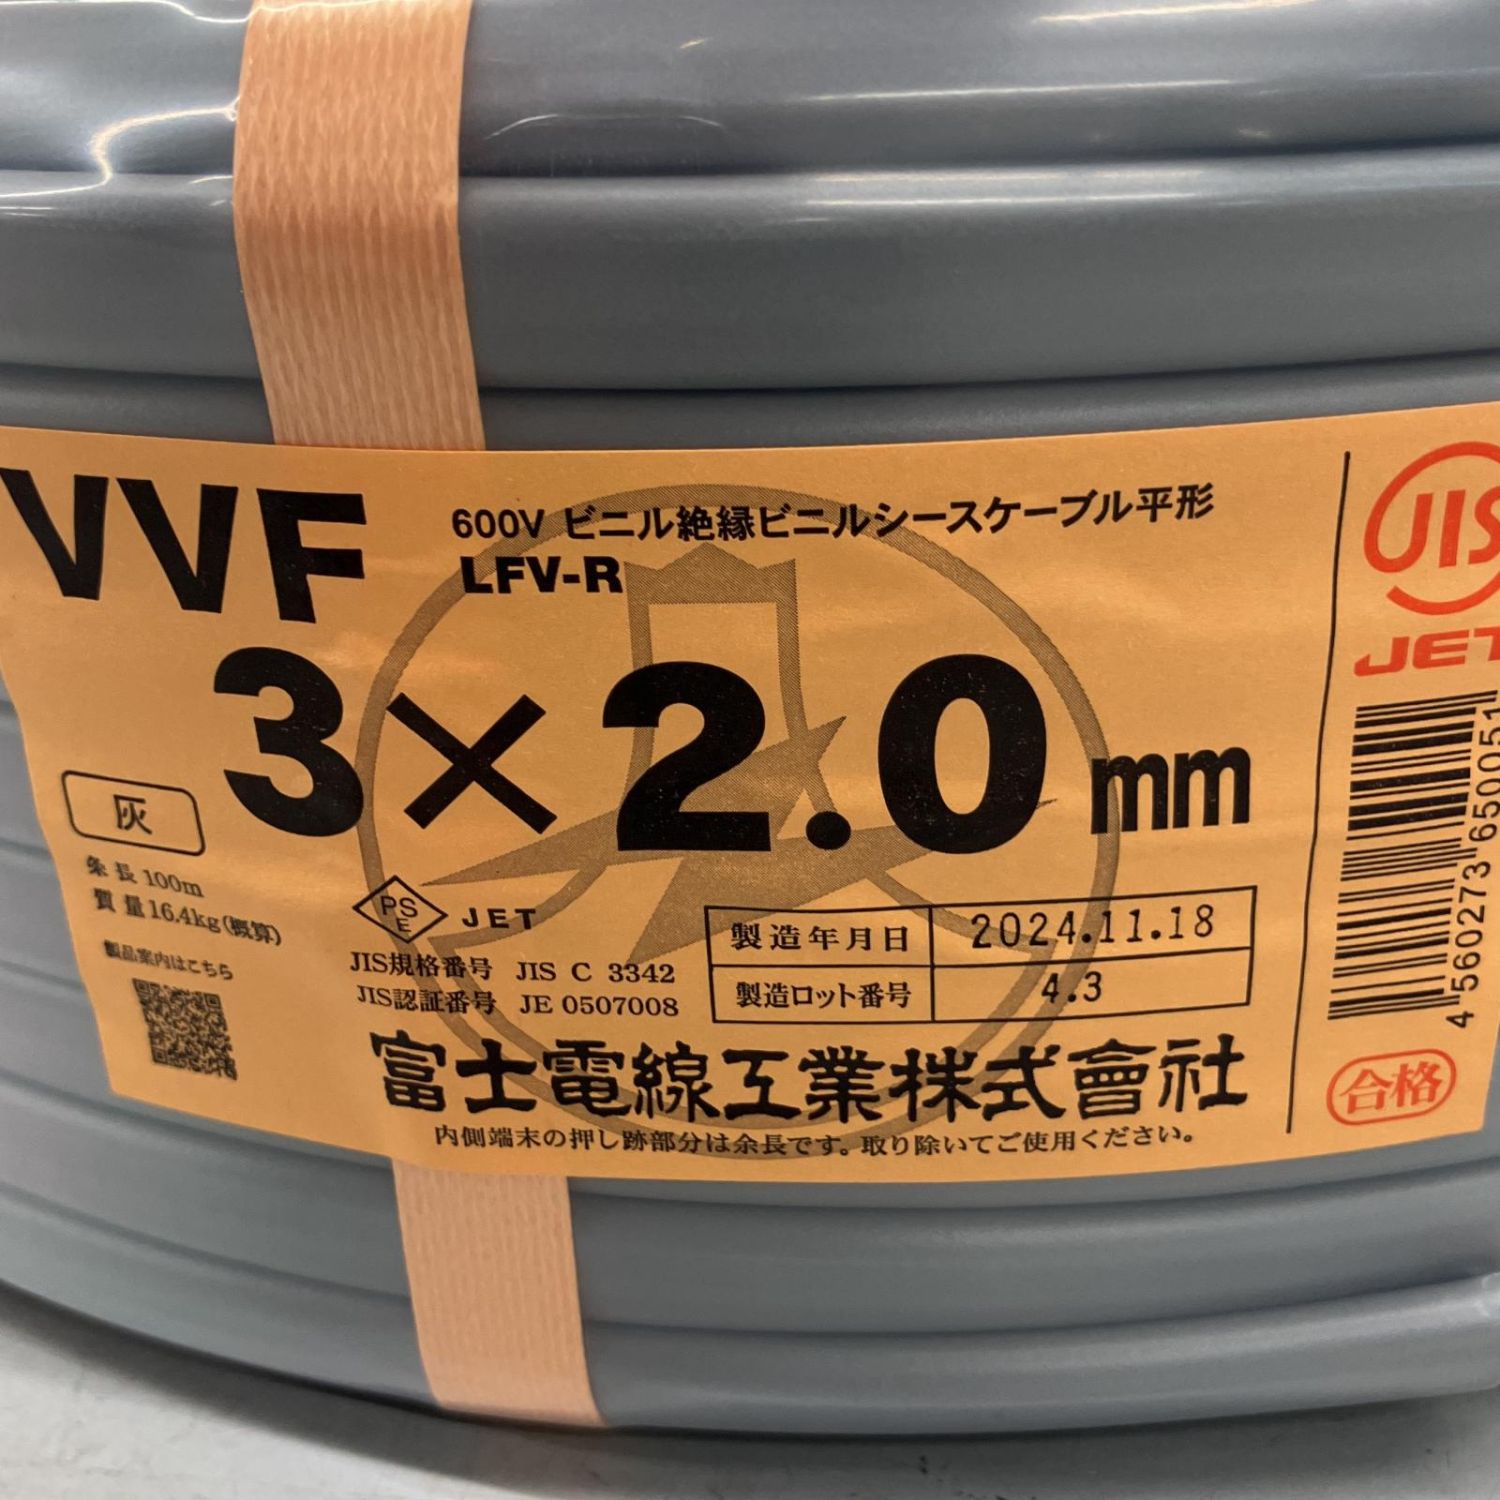 VVF
600V ビニル絶縁ビニルシースケーブル平形
LFV-R
3×2.0mm
灰
条長 100m
質量 16.4kg(概算)
製品案内はこちら
PSE JET
JIS規格番号 JIS C 3342
JIS認証番号 JE 0507008
製造年月日 2024.11.18
製造ロット番号 4.3
富士電線工業株式會社
内側端末の押し跡部分は余長です。取り除いてご使用ください。
JIS
JET
4 560273 650051
合格